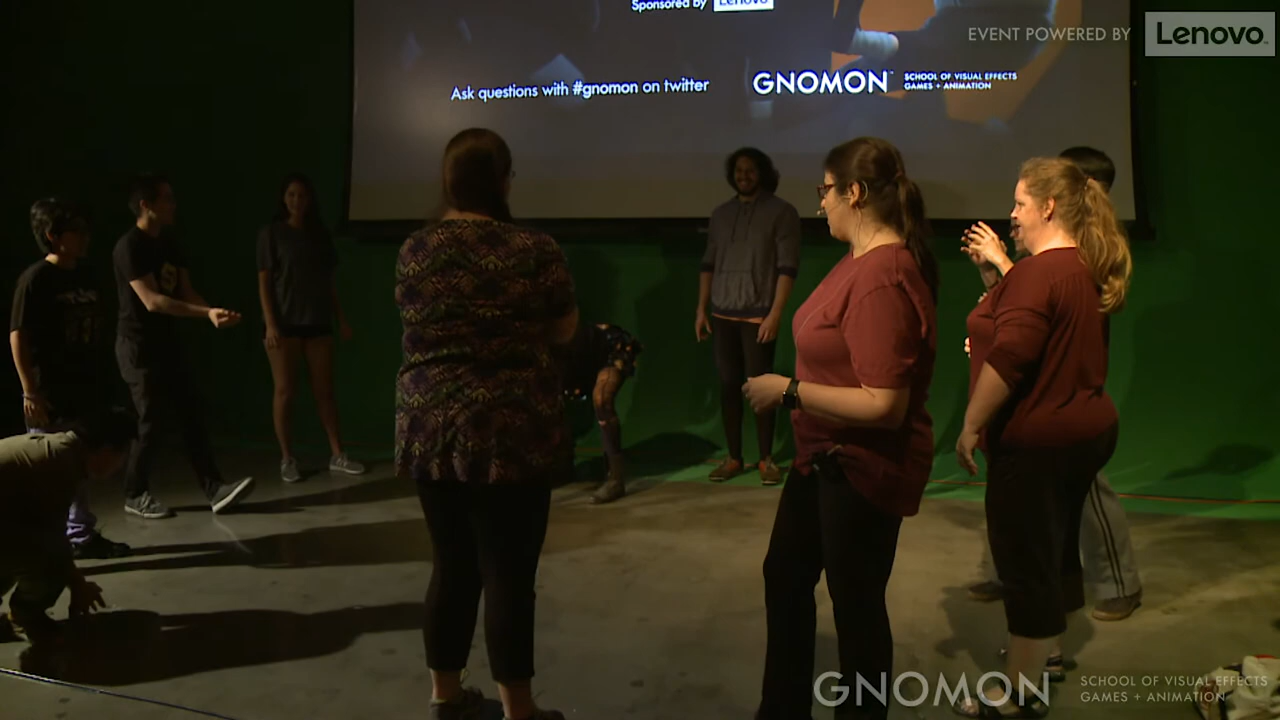 Sponsored by Lenovo
EVENT POWERED BY Lenovo
Ask questions with #gnomon on twitter
GNOMON SCHOOL OF VISUAL EFFECTS
GAMES + ANIMATION
GNOMON SCHOOL OF VISUAL EFFECTS
GAMES + ANIMATION